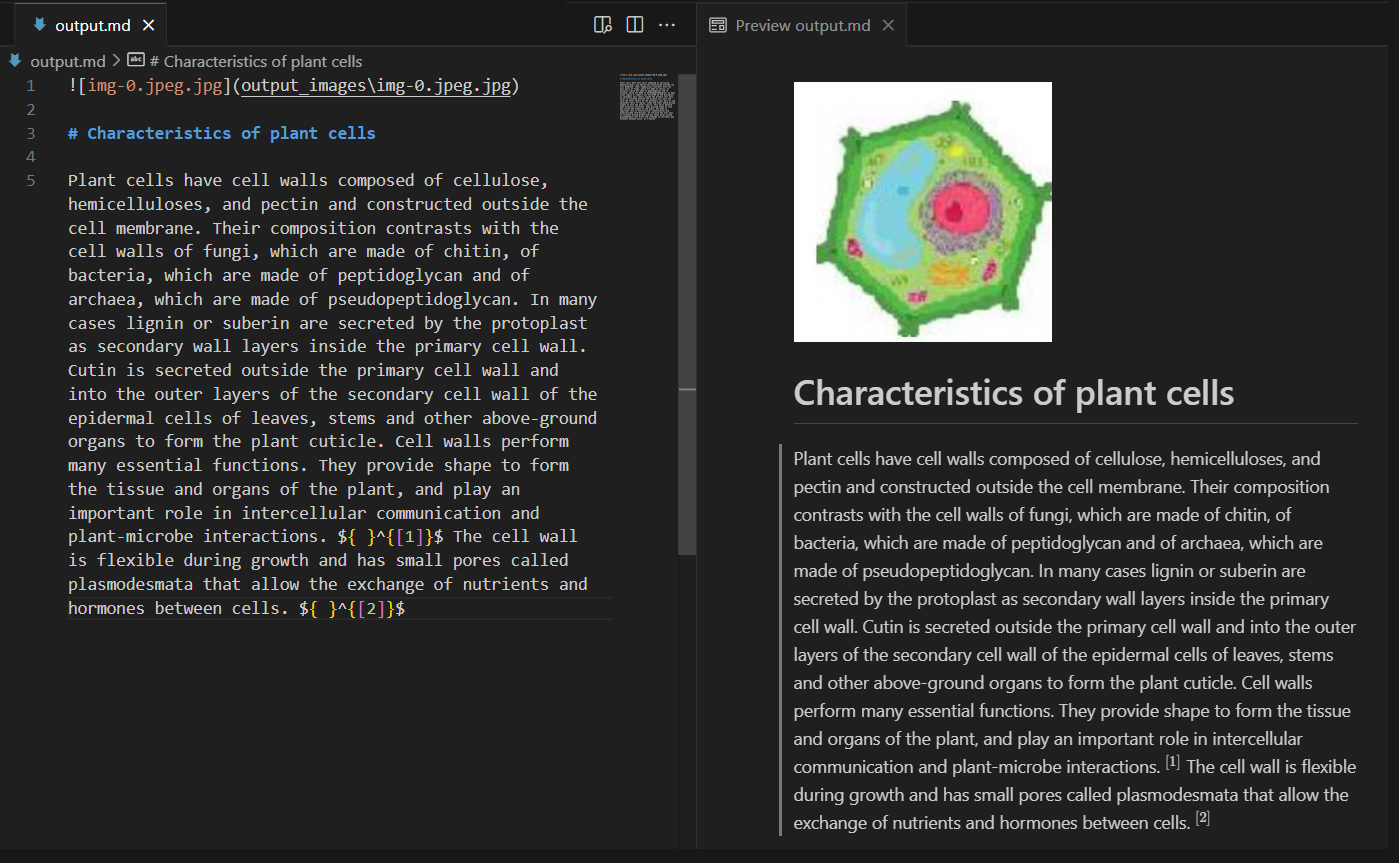 output.md
output.md > # Characteristics of plant cells
1 ![img-0.jpeg.jpg](output_images\img-0.jpeg.jpg)
2
3 # Characteristics of plant cells
4
5 Plant cells have cell walls composed of cellulose,
hemicelluloses, and pectin and constructed outside the
cell membrane. Their composition contrasts with the
cell walls of fungi, which are made of chitin, of
bacteria, which are made of peptidoglycan and of
archaea, which are made of pseudopeptidoglycan. In many
cases lignin or suberin are secreted by the protoplast
as secondary wall layers inside the primary cell wall.
Cutin is secreted outside the primary cell wall and
into the outer layers of the secondary cell wall of the
epidermal cells of leaves, stems and other above-ground
organs to form the plant cuticle. Cell walls perform
many essential functions. They provide shape to form
the tissue and organs of the plant, and play an
important role in intercellular communication and
plant-microbe interactions. ${ }^{[1]}$ The cell wall
is flexible during growth and has small pores called
plasmodesmata that allow the exchange of nutrients and
hormones between cells. ${ }^{[2]}$
Preview output.md
Characteristics of plant cells
Plant cells have cell walls composed of cellulose, hemicelluloses, and
pectin and constructed outside the cell membrane. Their composition
contrasts with the cell walls of fungi, which are made of chitin, of
bacteria, which are made of peptidoglycan and of archaea, which are
made of pseudopeptidoglycan. In many cases lignin or suberin are
secreted by the protoplast as secondary wall layers inside the primary
cell wall. Cutin is secreted outside the primary cell wall and into the outer
layers of the secondary cell wall of the epidermal cells of leaves, stems
and other above-ground organs to form the plant cuticle. Cell walls
perform many essential functions. They provide shape to form the tissue
and organs of the plant, and play an important role in intercellular
communication and plant-microbe interactions. [1] The cell wall is flexible
during growth and has small pores called plasmodesmata that allow the
exchange of nutrients and hormones between cells. [2]